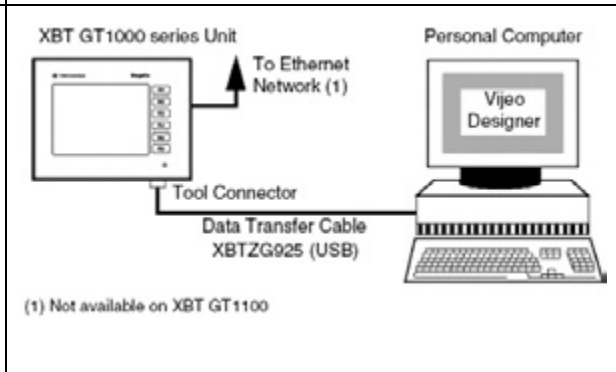 XBT GT1000 series Unit
Personal Computer
To Ethernet
Network (1)
Vijeo
Designer
Tool Connector
Data Transfer Cable
XBTZG925 (USB)
(1) Not available on XBT GT1100